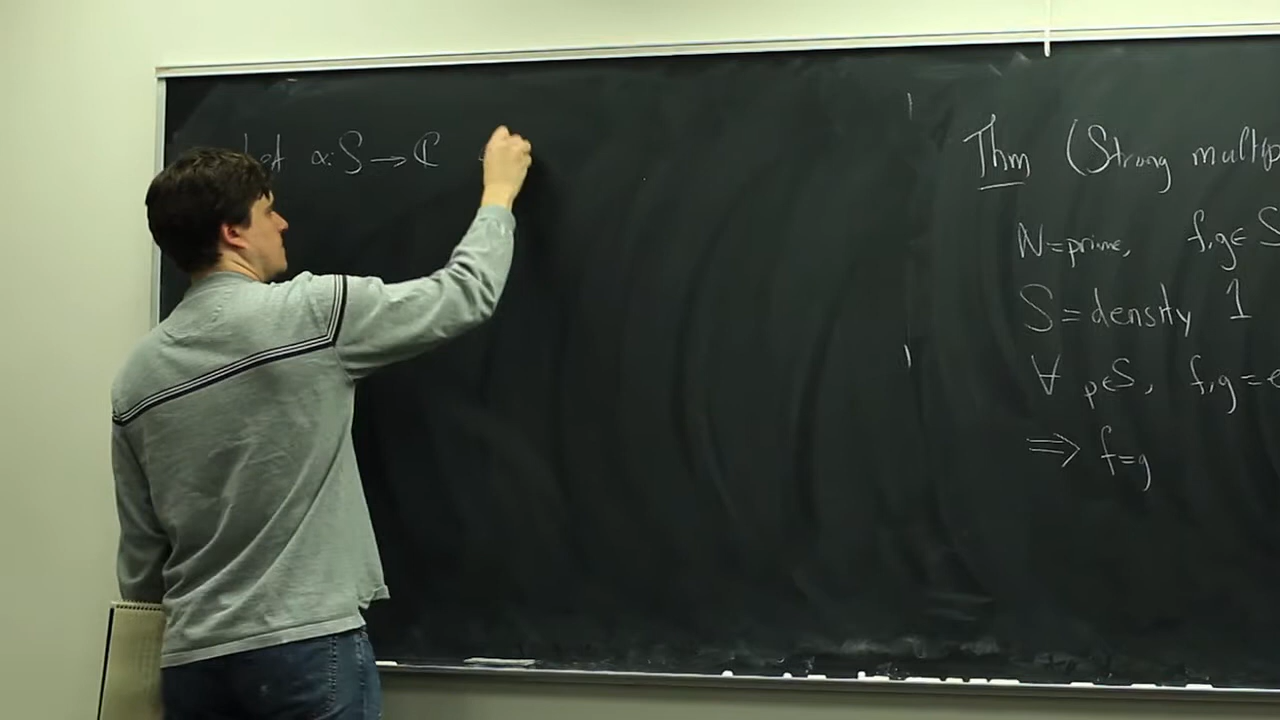 Let α: S → ℂ
Thm (Strong multip
N=prime, f,g∈ S
S = density 1
∀ p∈S, f,g = e
⟹ f=g